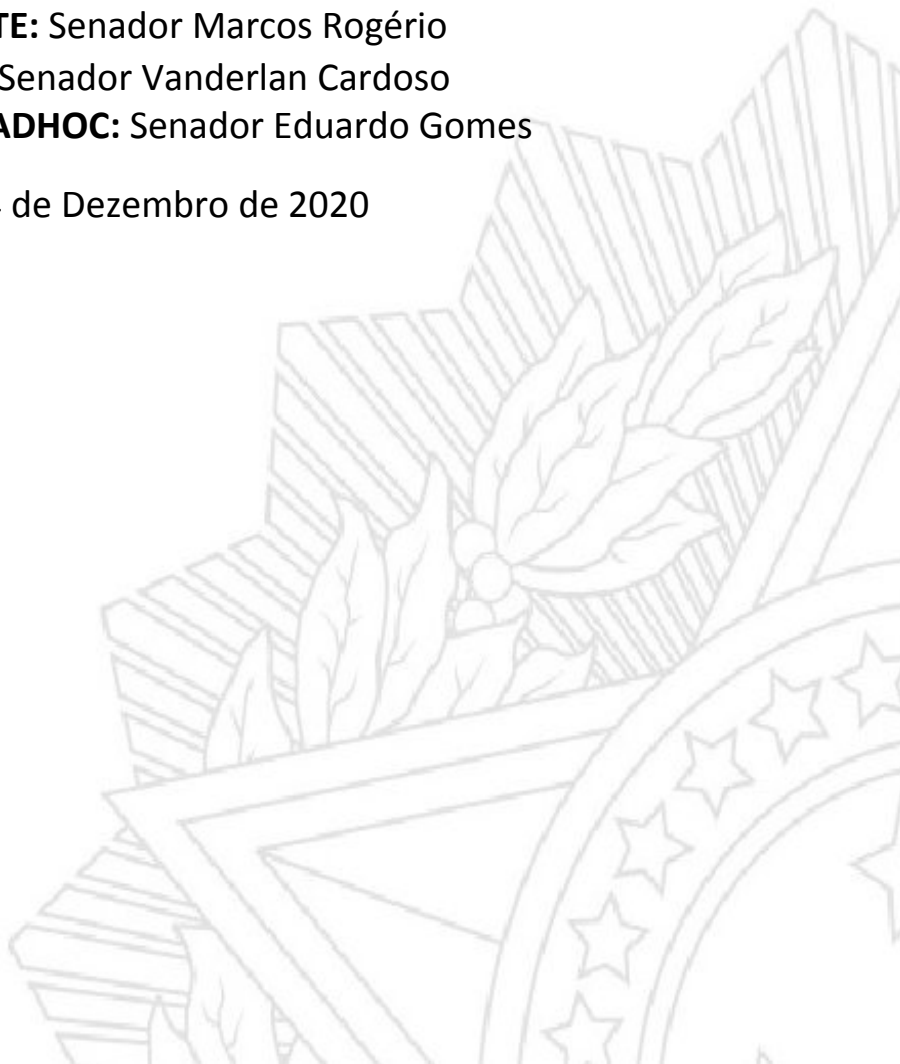 TE: Senador Marcos Rogério
Senador Vanderlan Cardoso
ADHOC: Senador Eduardo Gomes
de Dezembro de 2020